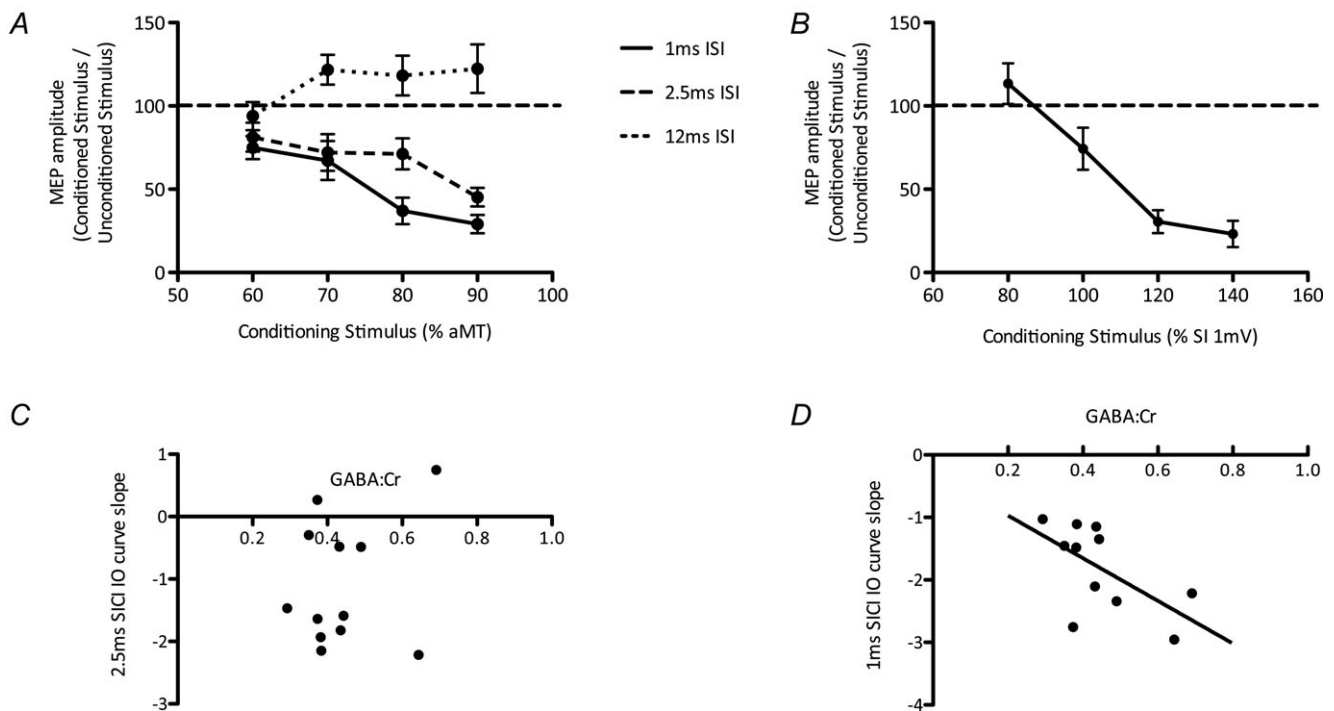 A
MEP amplitude
(Conditioned Stimulus /
Unconditioned Stimulus)
150
100
50
0
50 60 70 80 90 100
Conditioning Stimulus (% aMT)
1ms ISI
2.5ms ISI
12ms ISI
B
MEP amplitude
(Conditioned Stimulus /
Unconditioned Stimulus)
150
100
50
0
60 80 100 120 140 160
Conditioning Stimulus (% SI 1mV)
C
2.5ms SICI IO curve slope
1
0
-1
-2
-3
GABA:Cr
0.2 0.4 0.6 0.8 1.0
D
GABA:Cr
1ms SICI IO curve slope
0
-1
-2
-3
-4
0.2 0.4 0.6 0.8 1.0